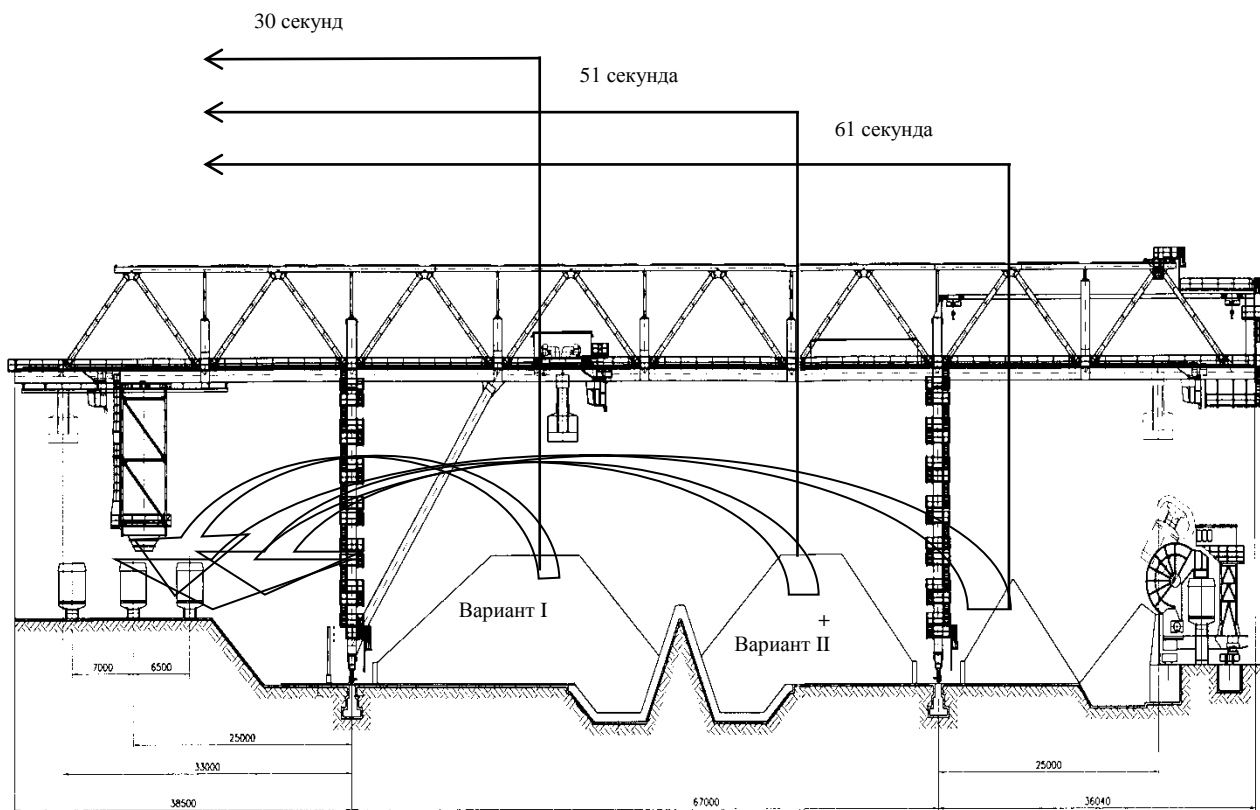 30 секунд
51 секунда
61 секунда
Вариант I
+
Вариант II
7000
6500
25000
33000
25000
38500
67000
36040